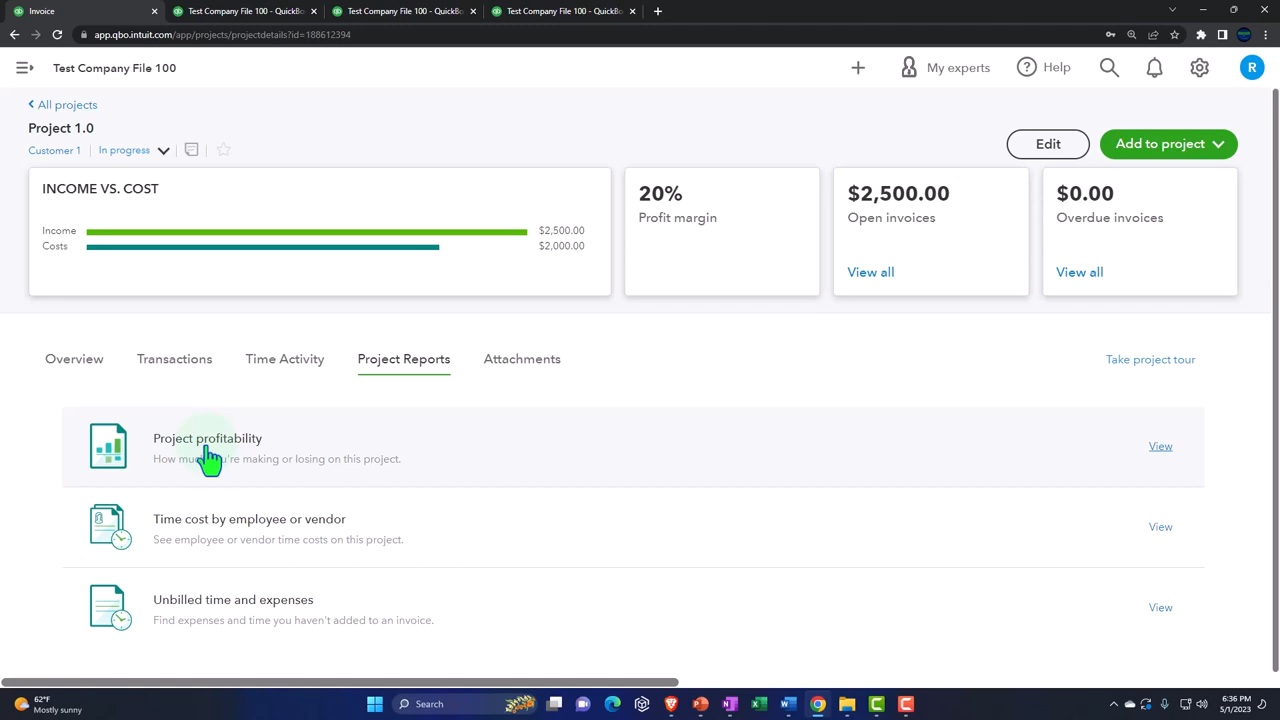 Invoice
Test Company File 100 - QuickBo
Test Company File 100 - QuickBo
Test Company File 100 - QuickBo
app.qbo.intuit.com/app/projects/projectdetails?id=188612394
Test Company File 100
My experts
Help
R
All projects
Project 1.0
Customer 1
In progress
Edit
Add to project
INCOME VS. COST
Income
$2,500.00
Costs
$2,000.00
20%
Profit margin
$2,500.00
Open invoices
View all
$0.00
Overdue invoices
View all
Overview
Transactions
Time Activity
Project Reports
Attachments
Take project tour
Project profitability
How much you're making or losing on this project.
View
Time cost by employee or vendor
See employee or vendor time costs on this project.
View
Unbilled time and expenses
Find expenses and time you haven't added to an invoice.
View
62°F
Mostly sunny
Search
6:36 PM
5/1/2023